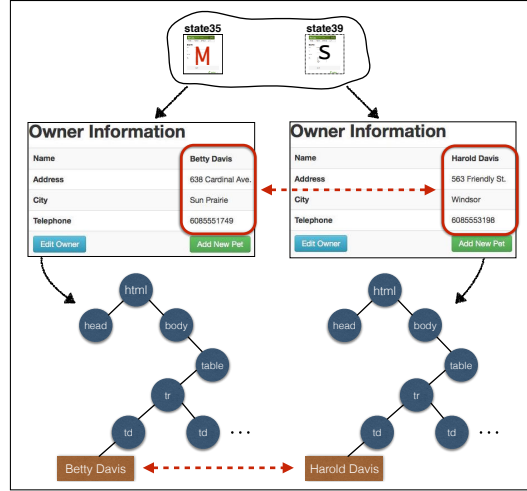 state35 state39
M S
Owner Information Owner Information
Name Betty Davis Name Harold Davis
Address 638 Cardinal Ave. Address 563 Friendly St.
City Sun Prairie City Windsor
Telephone 6085551749 Telephone 6085553198
Edit Owner Add New Pet Edit Owner Add New Pet
html html
head body head body
table table
tr tr
td td ... td td ...
Betty Davis Harold Davis